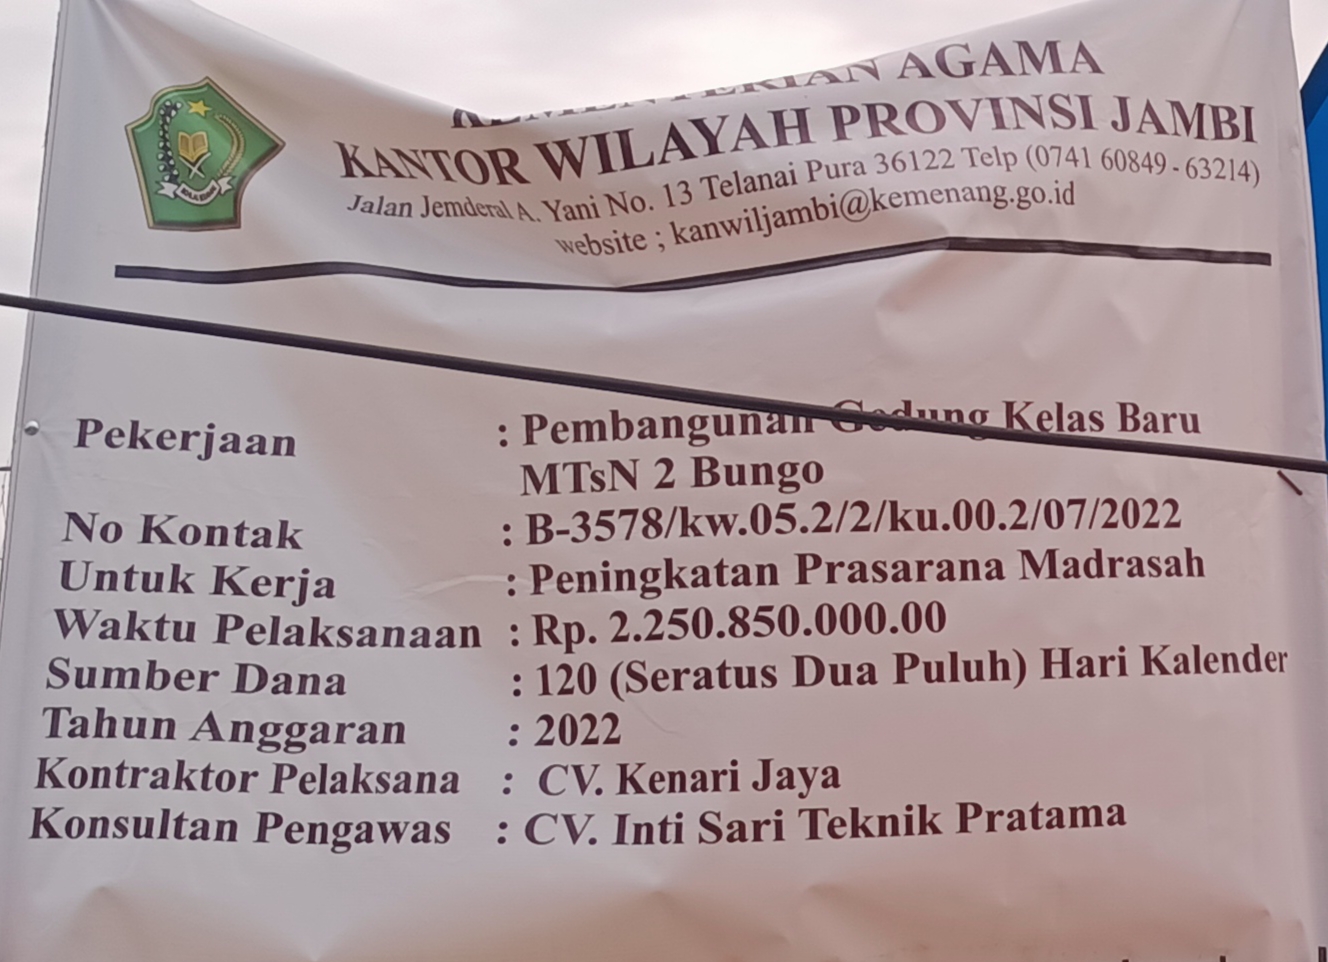 KEMENTERIAN AGAMA
KANTOR WILAYAH PROVINSI JAMBI
Jalan Jemderal A. Yani No. 13 Telanai Pura 36122 Telp (0741 60849 - 63214)
website ; kanwiljambi@kemenang.go.id
Pekerjaan : Pembangunan Gedung Kelas Baru
MTsN 2 Bungo
No Kontak : B-3578/kw.05.2/2/ku.00.2/07/2022
Untuk Kerja : Peningkatan Prasarana Madrasah
Waktu Pelaksanaan : Rp. 2.250.850.000.00
Sumber Dana : 120 (Seratus Dua Puluh) Hari Kalender
Tahun Anggaran : 2022
Kontraktor Pelaksana : CV. Kenari Jaya
Konsultan Pengawas : CV. Inti Sari Teknik Pratama